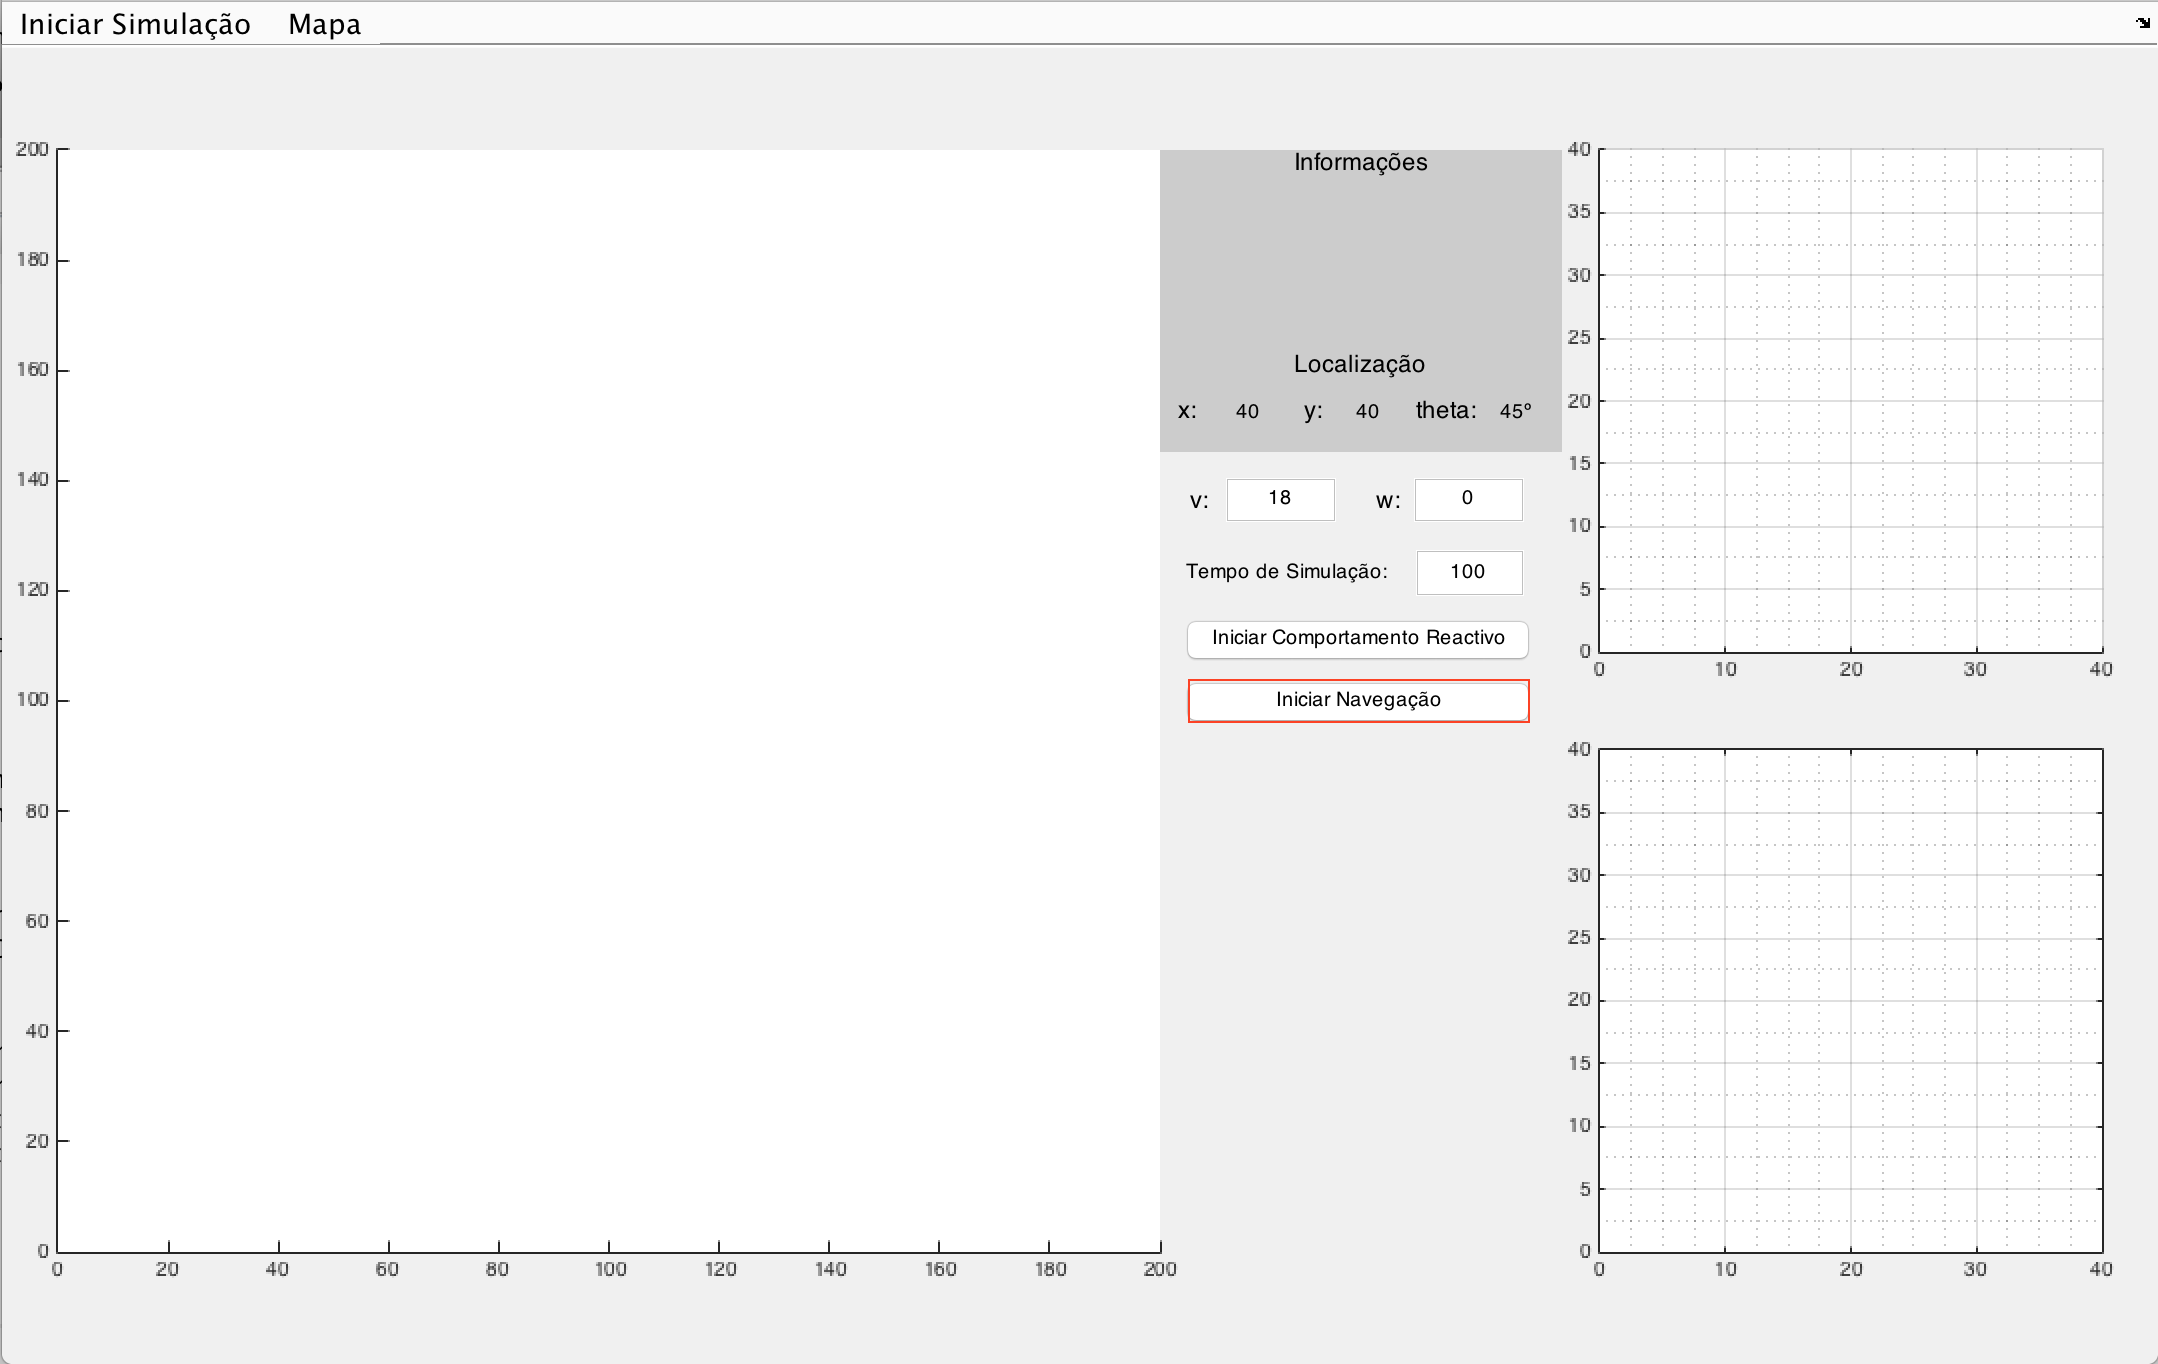 Iniciar Simulação Mapa
200
180
160
140
120
100
80
60
40
20
0
0 20 40 60 80 100 120 140 160 180 200
Informações
Localização
x: 40 y: 40 theta: 45º
v: 18 w: 0
Tempo de Simulação: 100
Iniciar Comportamento Reactivo
Iniciar Navegação
40
35
30
25
20
15
10
5
0
0 10 20 30 40
40
35
30
25
20
15
10
5
0
0 10 20 30 40